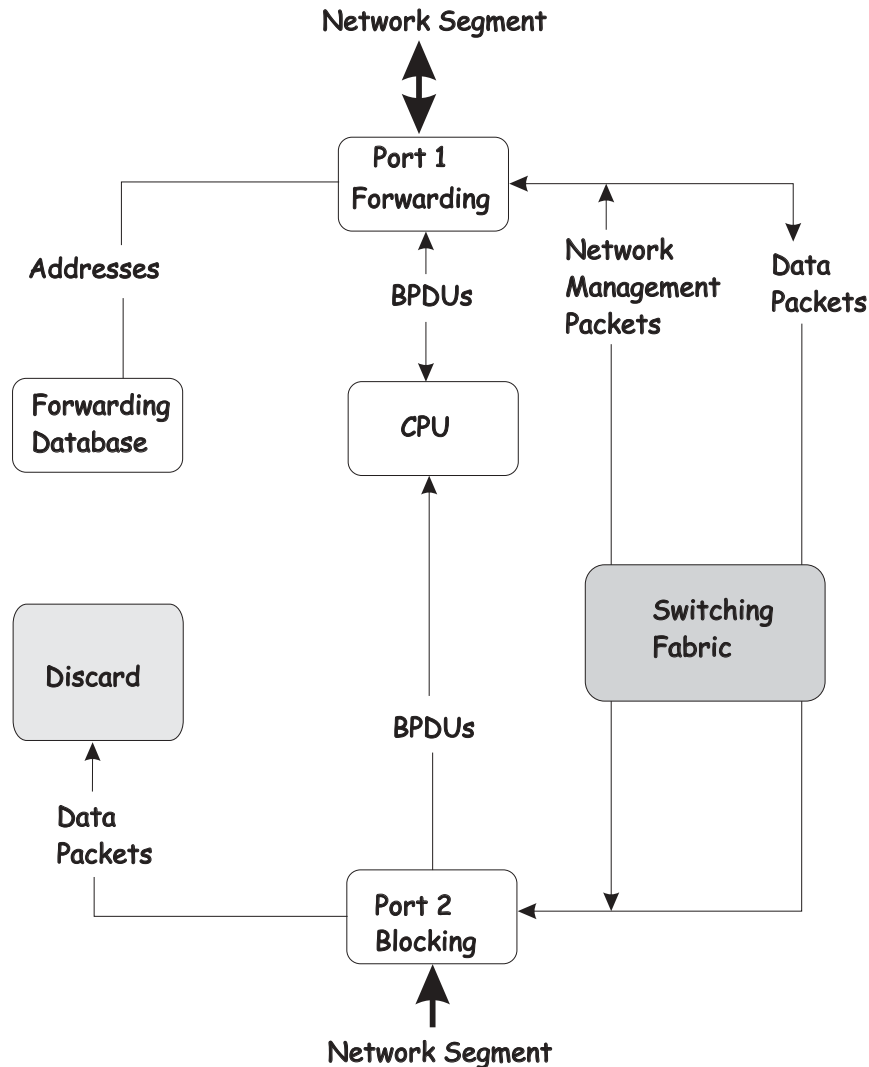 Network Segment
Port 1
Forwarding
Addresses
BPDUs
Network
Management
Packets
Data
Packets
Forwarding
Database
CPU
Switching
Fabric
Discard
BPDUs
Data
Packets
Port 2
Blocking
Network Segment